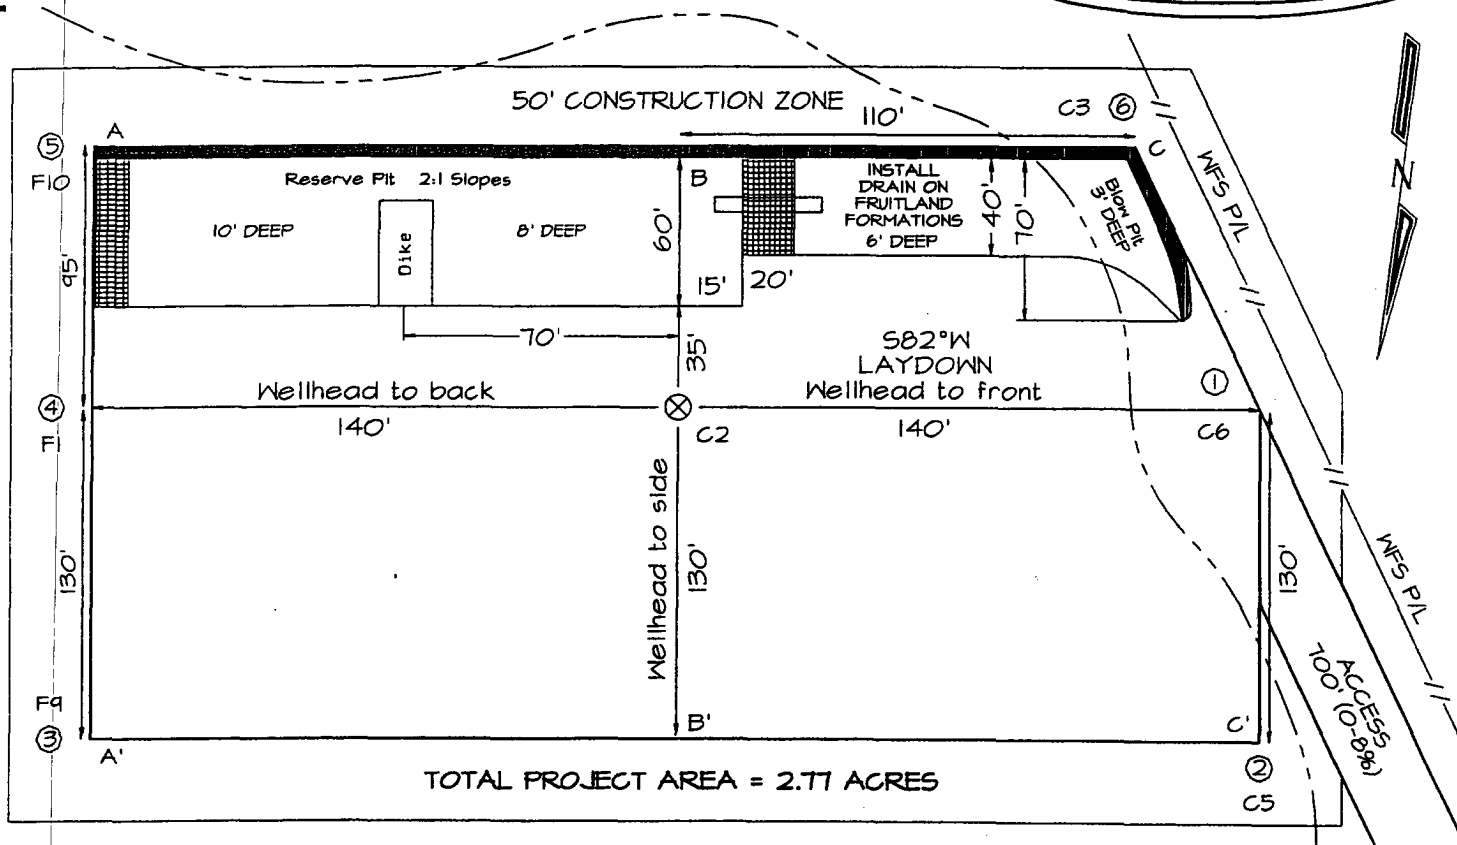 50' CONSTRUCTION ZONE
C3 6
110'
5
A
C
F10
Reserve Pit 2:1 Slopes
B
INSTALL
DRAIN ON
FRUITLAND
FORMATIONS
6' DEEP
40'
70'
Blow Pit
3' DEEP
WFS P/L
N
10' DEEP
Dike
8' DEEP
60'
95'
15'
20'
70'
35'
S82°W
LAYDOWN
Wellhead to back
Wellhead to front
1
4
140'
C2
140'
C6
F1
Wellhead to side
130'
130'
130'
WFS P/L
ACCESS
700' (0-8%)
F9
3
A'
B'
C'
2
C5
TOTAL PROJECT AREA = 2.77 ACRES